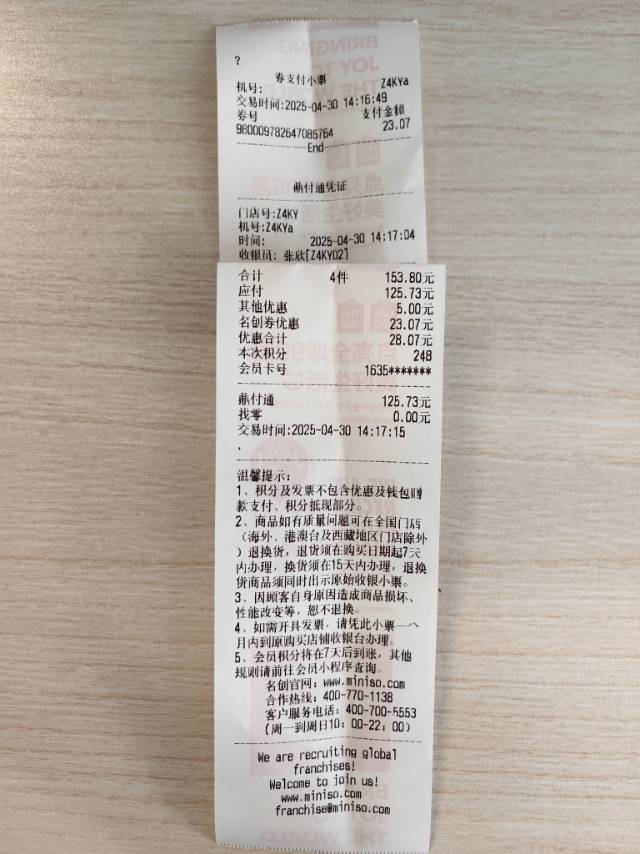 ?
券支付小票
机号: Z4KYa
交易时间:2025-04-30 14:16:49
券号 支付金额
980009782647085764 23.07
End
鼎付通凭证
门店号:Z4KY
机号:Z4KYa
时间: 2025-04-30 14:17:04
收银员: 张欣[Z4KY02]
合计 4件 153.80元
应付 125.73元
其他优惠 5.00元
名创券优惠 23.07元
优惠合计 28.07元
本次积分 248
会员卡号 1635*******
鼎付通 125.73元
找零 0.00元
交易时间:2025-04-30 14:17:15
.
温馨提示:
1、积分及发票不包含优惠及钱包赠
款支付、积分抵现部分。
2、商品如有质量问题可在全国门店
(海外、港澳台及西藏地区门店除外
)退换货，退货须在购买日期起7天
内办理，换货须在15天内办理，退换
货商品须同时出示原始收银小票。
3、因顾客自身原因造成商品损坏、
性能改变等，恕不退换。
4、如需开具发票，请凭此小票一个
月内到原购买店铺收银台办理。
5、会员积分将在7天后到账，其他
规则请前往会员小程序查询。
名创官网: www.miniso.com
合作热线: 400-770-1138
客户服务电话: 400-700-5553
(周一到周日10: 00-22: 00)
We are recruiting global
franchises!
Welcome to join us!
www.miniso.com
franchise@miniso.com